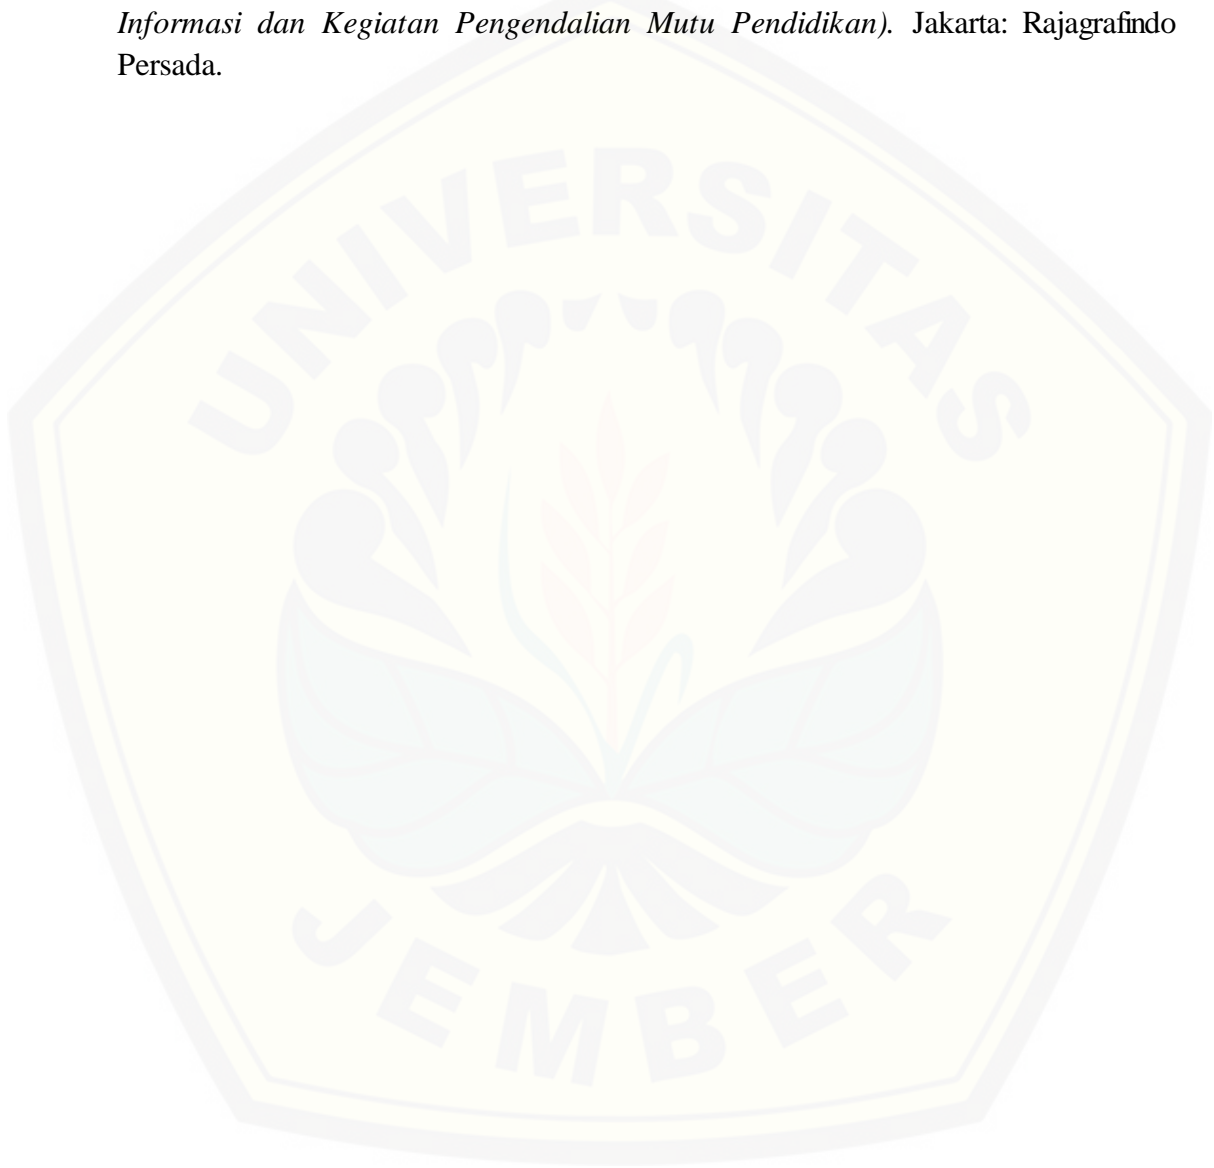 Informasi dan Kegiatan Pengendalian Mutu Pendidikan). Jakarta: Rajagrafindo
Persada.
UNIVERSITAS
JEMBER